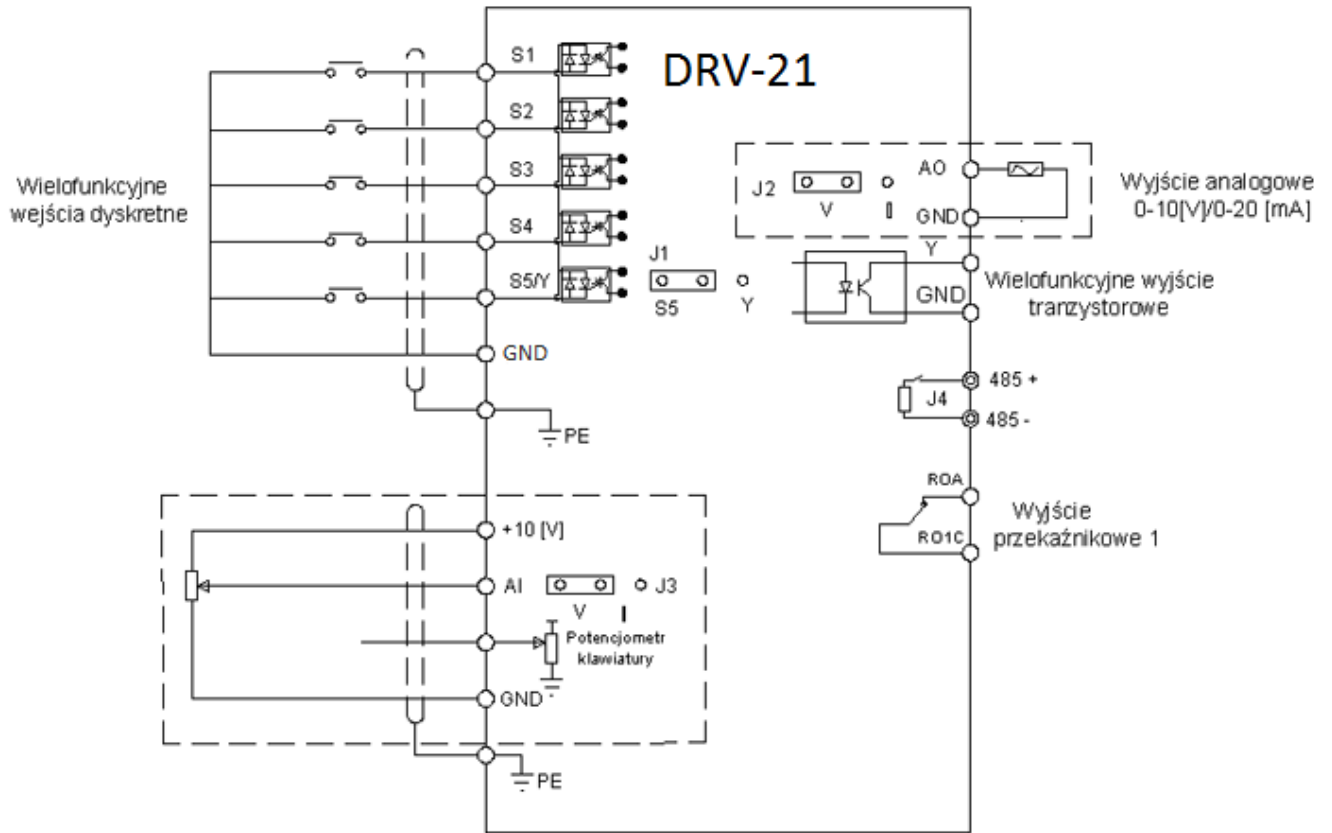 DRV-21
S1
S2
S3
S4
S5/Y
GND
PE
Wielofunkcyjne
wejścia dyskretne
J1
S5
Y
J2
V
I
AO
GND
Wyjście analogowe
0-10[V]/0-20 [mA]
Y
GND
Wielofunkcyjne wyjście
tranzystorowe
485 +
J4
485 -
ROA
RO1C
Wyjście
przekaźnikowe 1
+10 [V]
AI
J3
V
I
Potencjometr
klawiatury
GND
PE